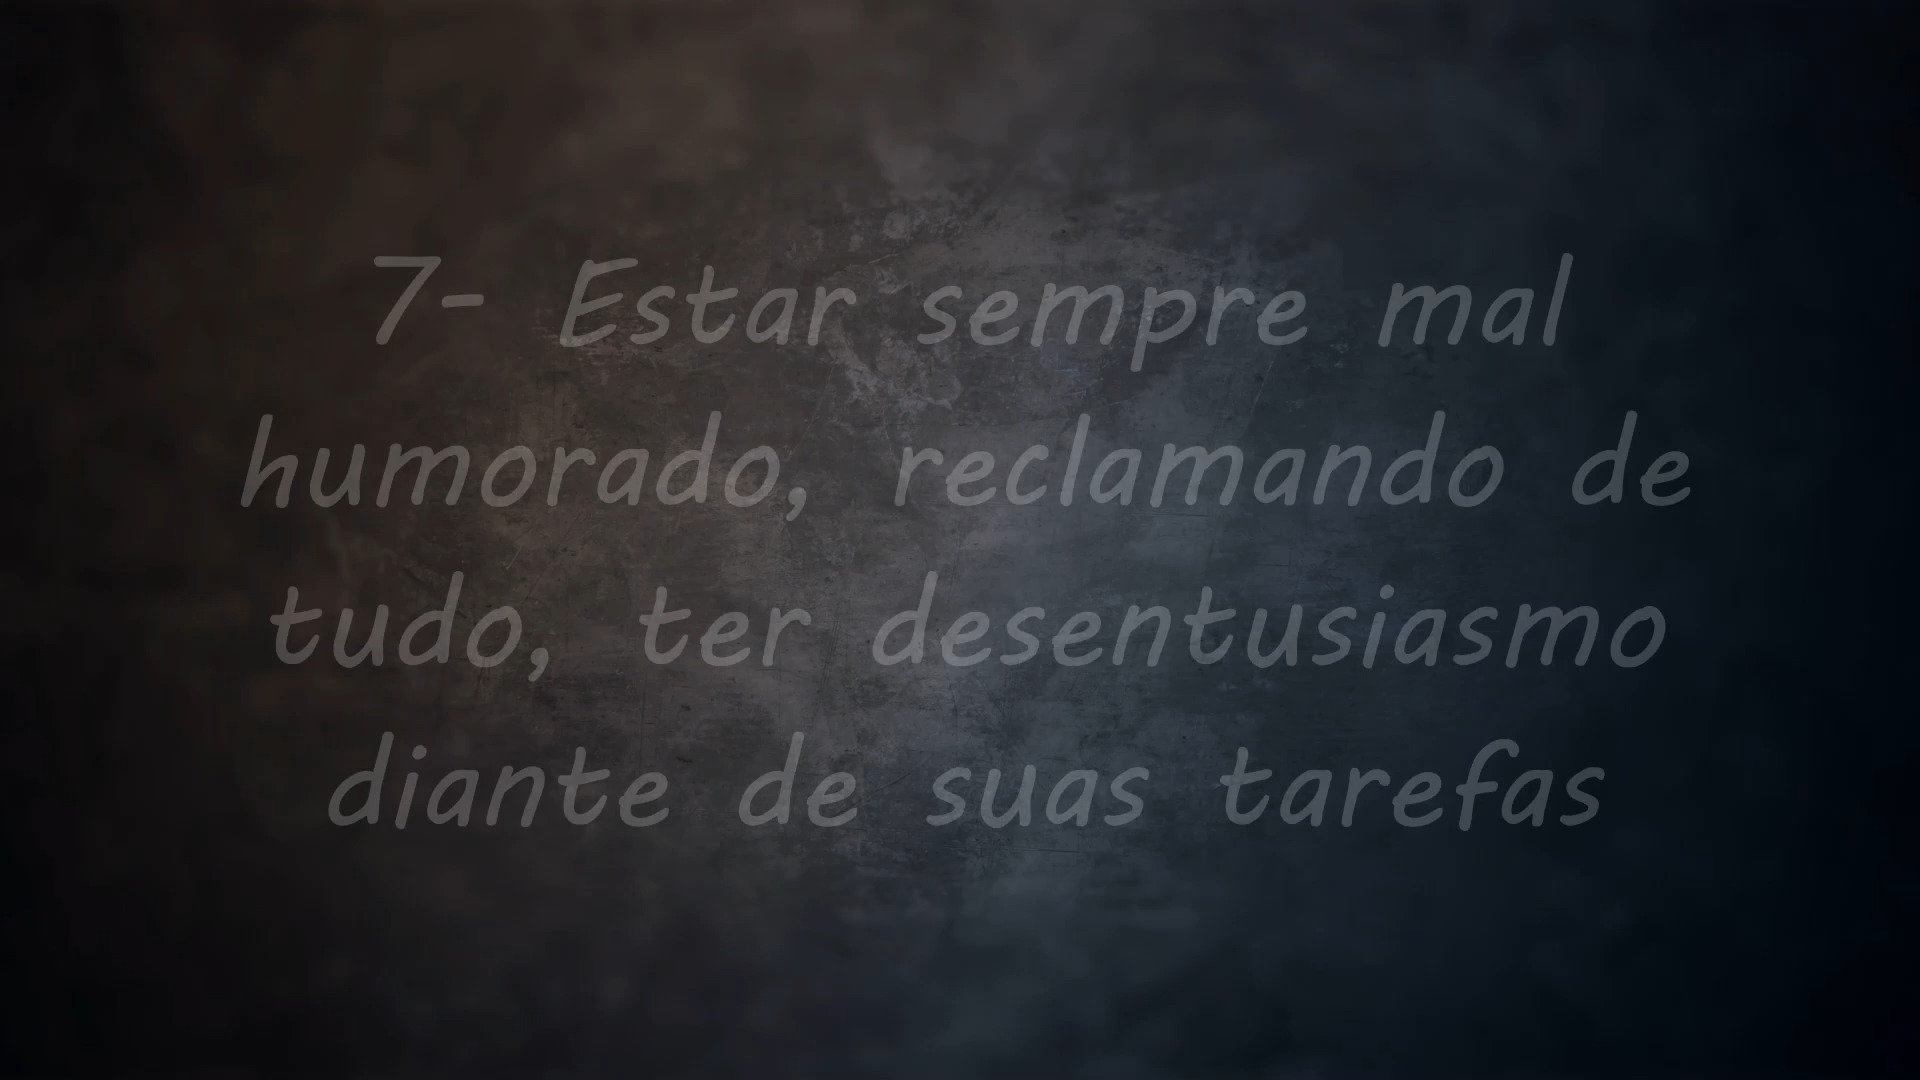 7- Estar sempre mal
humorado, reclamando de
tudo, ter desentusiasmo
diante de suas tarefas